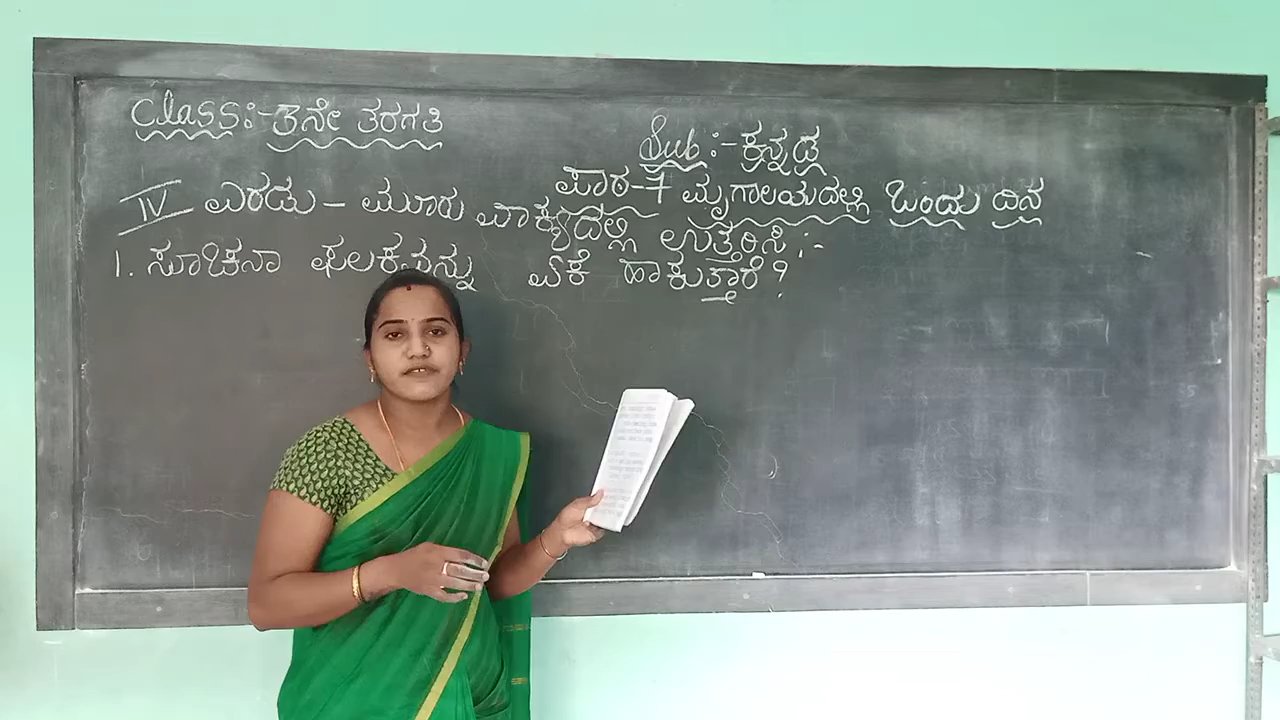 Class:-3ನೇ ತರಗತಿ
Sub:-ಕನ್ನಡ
ಪಾಠ-7 ಮೃಗಾಲಯದಲ್ಲಿ ಒಂದು ದಿನ
IV ಎರಡು - ಮೂರು ವಾಕ್ಯದಲ್ಲಿ ಉತ್ತರಿಸಿ :-
1. ಸೂಚನಾ ಫಲಕವನ್ನು ಏಕೆ ಹಾಕುತ್ತಾರೆ?